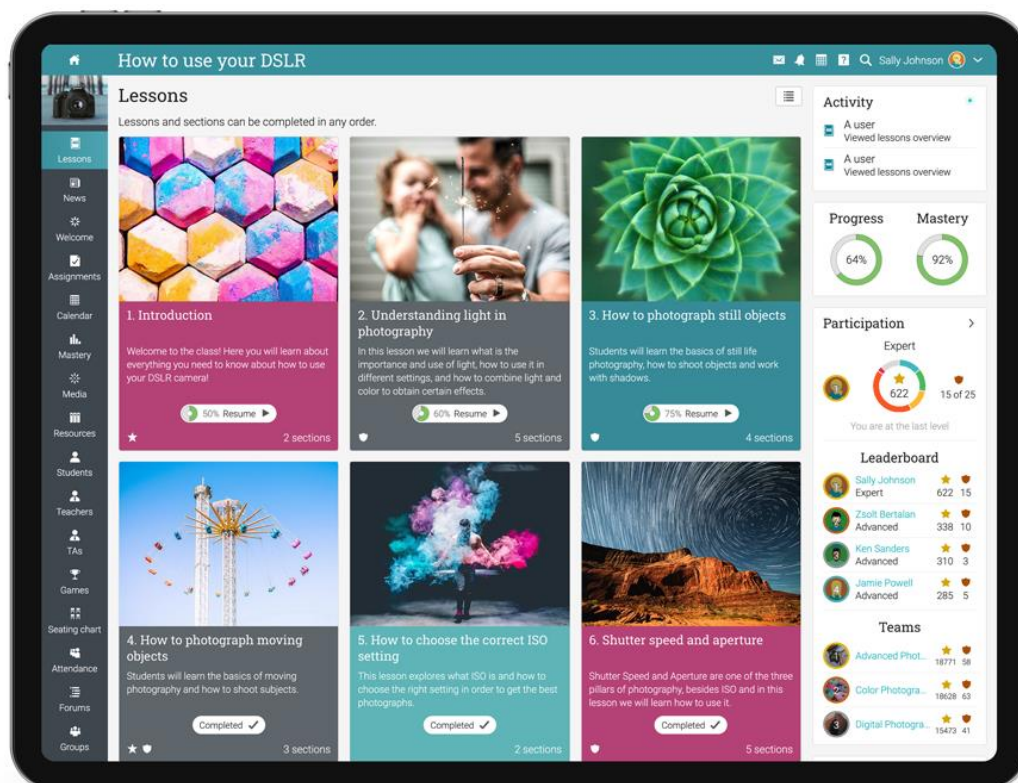 How to use your DSLR
Sally Johnson
Lessons
News
Welcome
Assignments
Calendar
Mastery
Media
Resources
Students
Teachers
TAs
Games
Seating chart
Attendance
Forums
Groups
Lessons
Lessons and sections can be completed in any order.
1. Introduction
Welcome to the class! Here you will learn about
everything you need to know about how to use
your DSLR camera!
50% Resume
2 sections
2. Understanding light in
photography
In this lesson we will learn what is the
importance and use of light, how to use it in
different settings, and how to combine light and
color to obtain certain effects.
60% Resume
5 sections
3. How to photograph still objects
Students will learn the basics of still life
photography, how to shoot objects and work
with shadows.
75% Resume
4 sections
4. How to photograph moving
objects
Students will learn the basics of moving
photography and how to shoot subjects.
Completed
3 sections
5. How to choose the correct ISO
setting
This lesson explores what ISO is and how to
choose the right setting in order to get the best
photographs.
Completed
2 sections
6. Shutter speed and aperture
Shutter Speed and Aperture are one of the three
pillars of photography, besides ISO and in this
lesson we will learn how to use it.
Completed
5 sections
Activity
A user
Viewed lessons overview
A user
Viewed lessons overview
Progress Mastery
64% 92%
Participation
Expert
622
15 of 25
You are at the last level
Leaderboard
Sally Johnson
Expert 622 15
Zsolt Bertalan
Advanced 338 10
Ken Sanders
Advanced 310 3
Jamie Powell
Advanced 285 5
Teams
Advanced Phot...
18771 58
Color Photogra...
18628 63
Digital Photogra...
15473 41